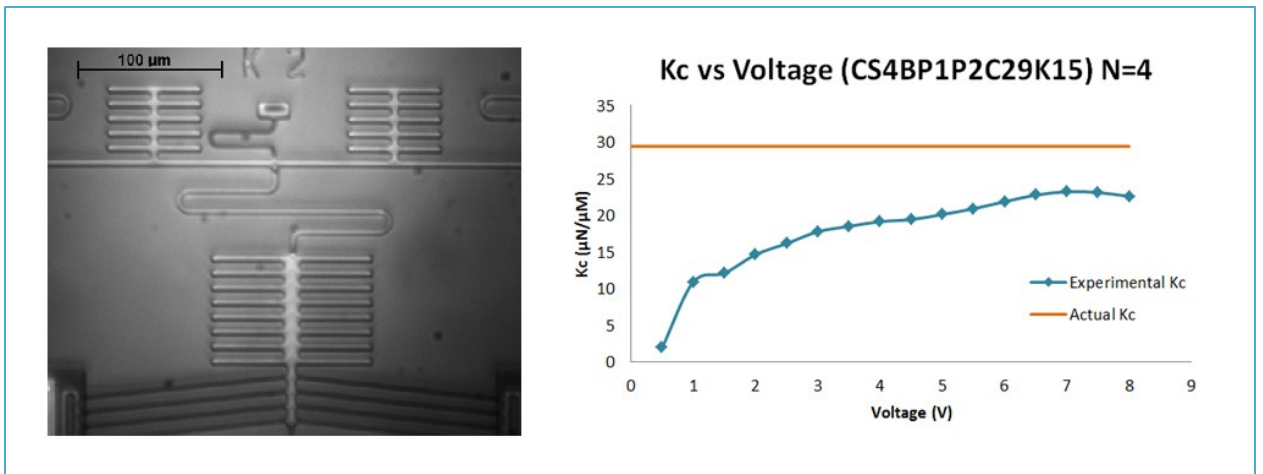 100 µm
K 2
Kc vs Voltage (CS4BP1P2C29K15) N=4
Kc (µN/µM)
35
30
25
20
15
10
5
0
0 1 2 3 4 5 6 7 8 9
Voltage (V)
Experimental Kc
Actual Kc